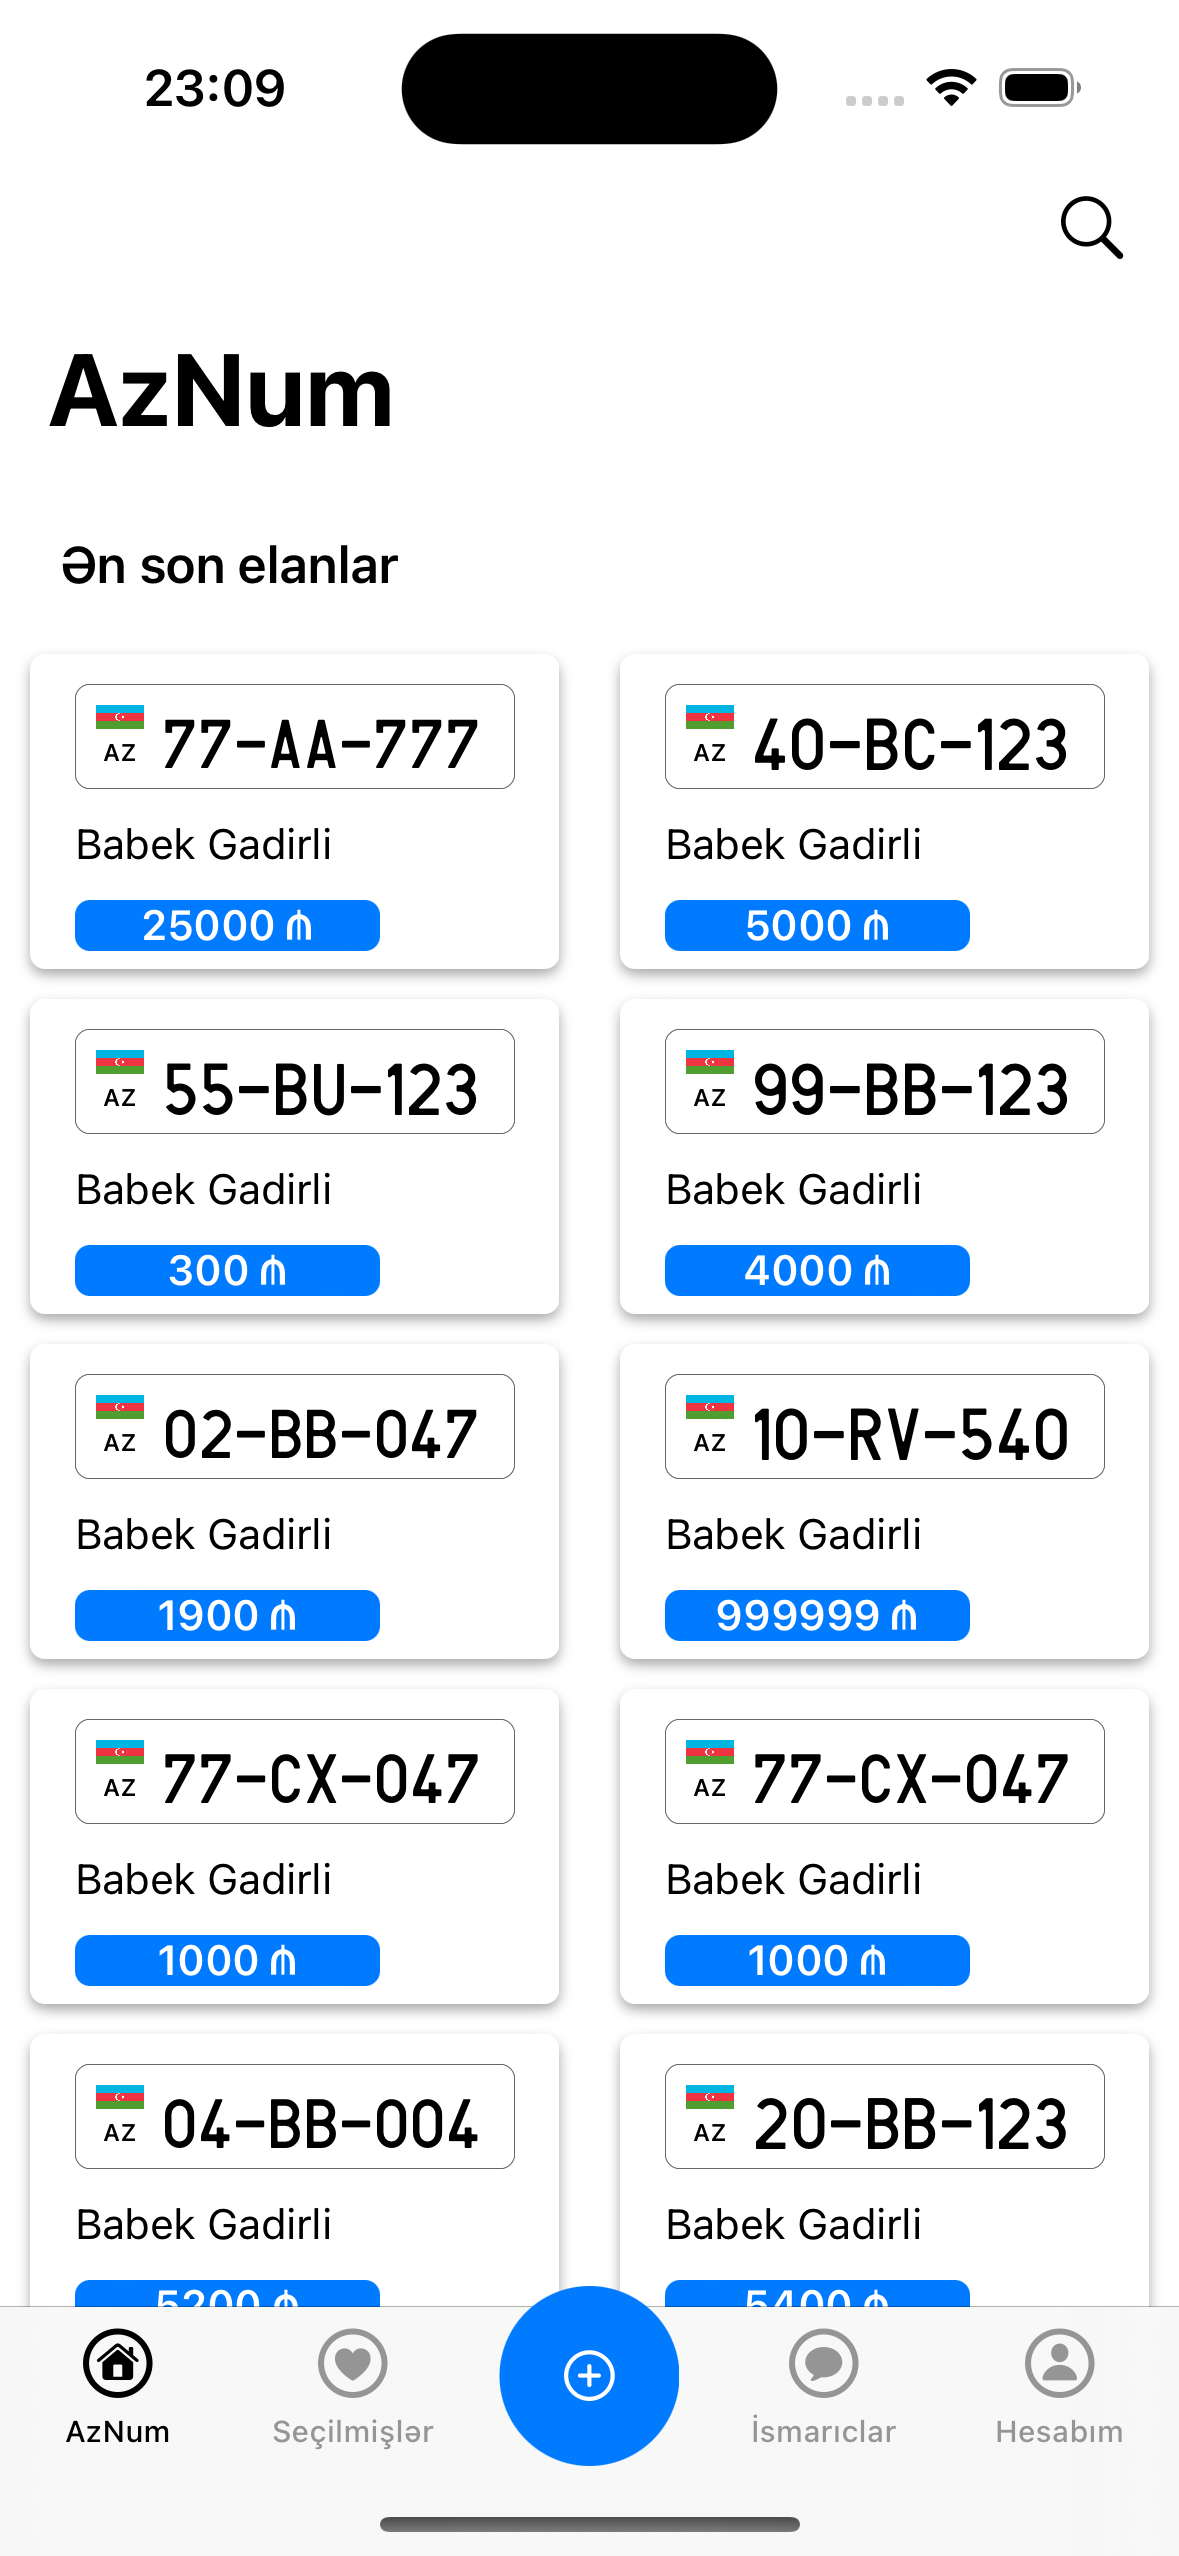 23:09
AzNum
Ən son elanlar
AZ 77-AA-777
Babek Gadirli
25000 ₼
AZ 40-BC-123
Babek Gadirli
5000 ₼
AZ 55-BU-123
Babek Gadirli
300 ₼
AZ 99-BB-123
Babek Gadirli
4000 ₼
AZ 02-BB-047
Babek Gadirli
1900 ₼
AZ 10-RV-540
Babek Gadirli
999999 ₼
AZ 77-CX-047
Babek Gadirli
1000 ₼
AZ 77-CX-047
Babek Gadirli
1000 ₼
AZ 04-BB-004
Babek Gadirli
5200 ₼
AZ 20-BB-123
Babek Gadirli
5400 ₼
AzNum
Seçilmişlər
İsmarıclar
Hesabım